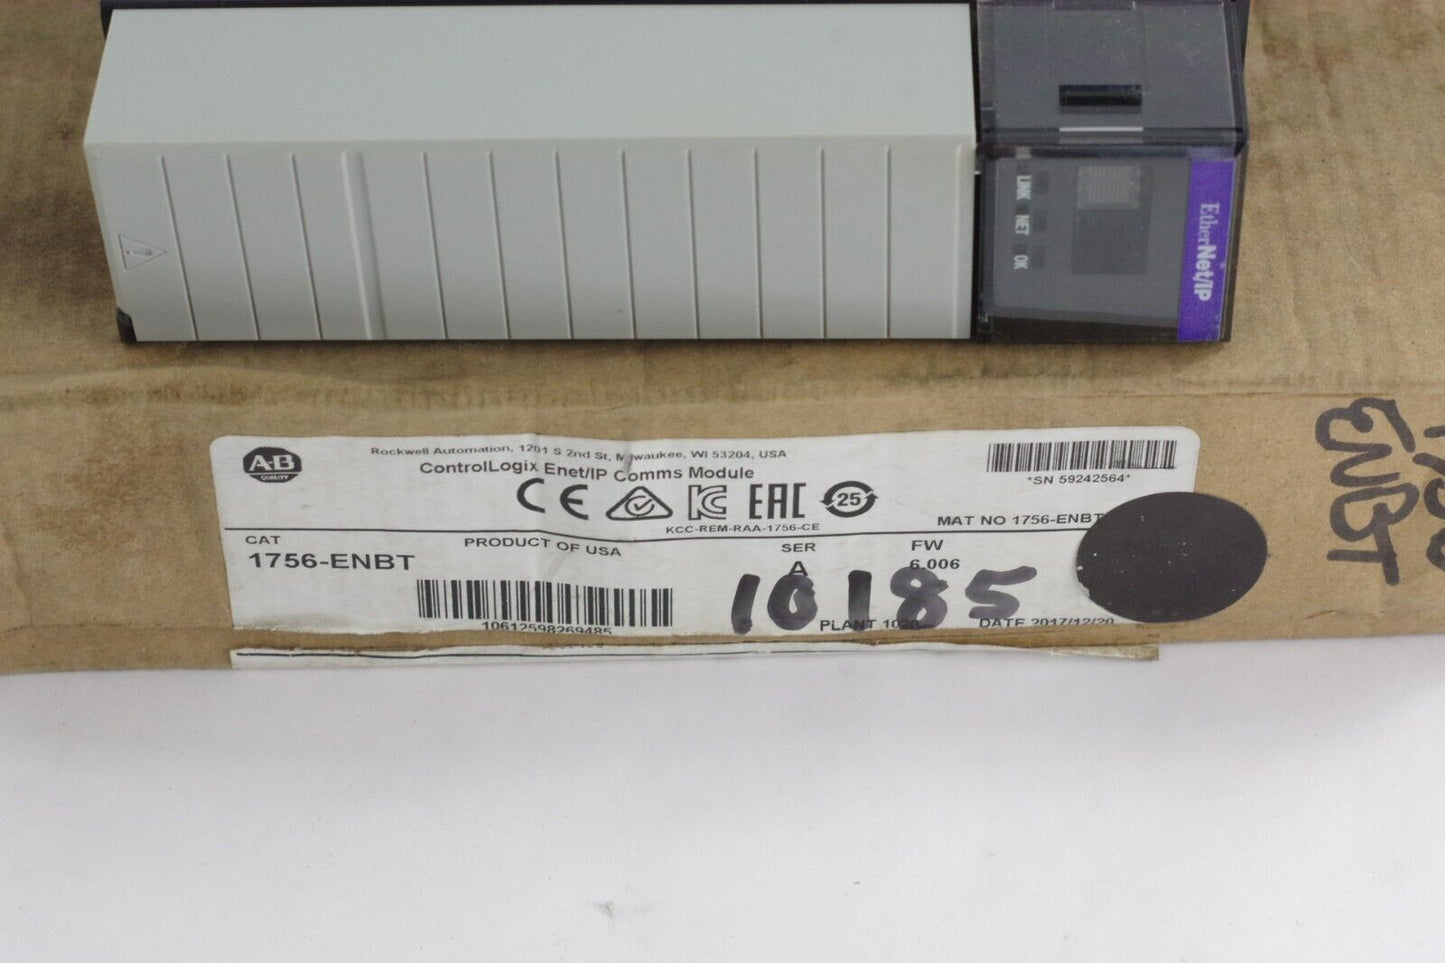 LINK NET OK
EtherNet/IP
A-B
QUALITY
Rockwell Automation, 1201 S 2nd St, Milwaukee, WI 53204, USA
ControlLogix Enet/IP Comms Module
*SN 59242564*
CE KC EAC 25
KCC-REM-RAA-1756-CE
MAT NO 1756-ENBT
CAT
1756-ENBT
PRODUCT OF USA
SER
A
FW
6.006
10612598269485
10185
PLANT
DATE 2017/12/20
ENBT